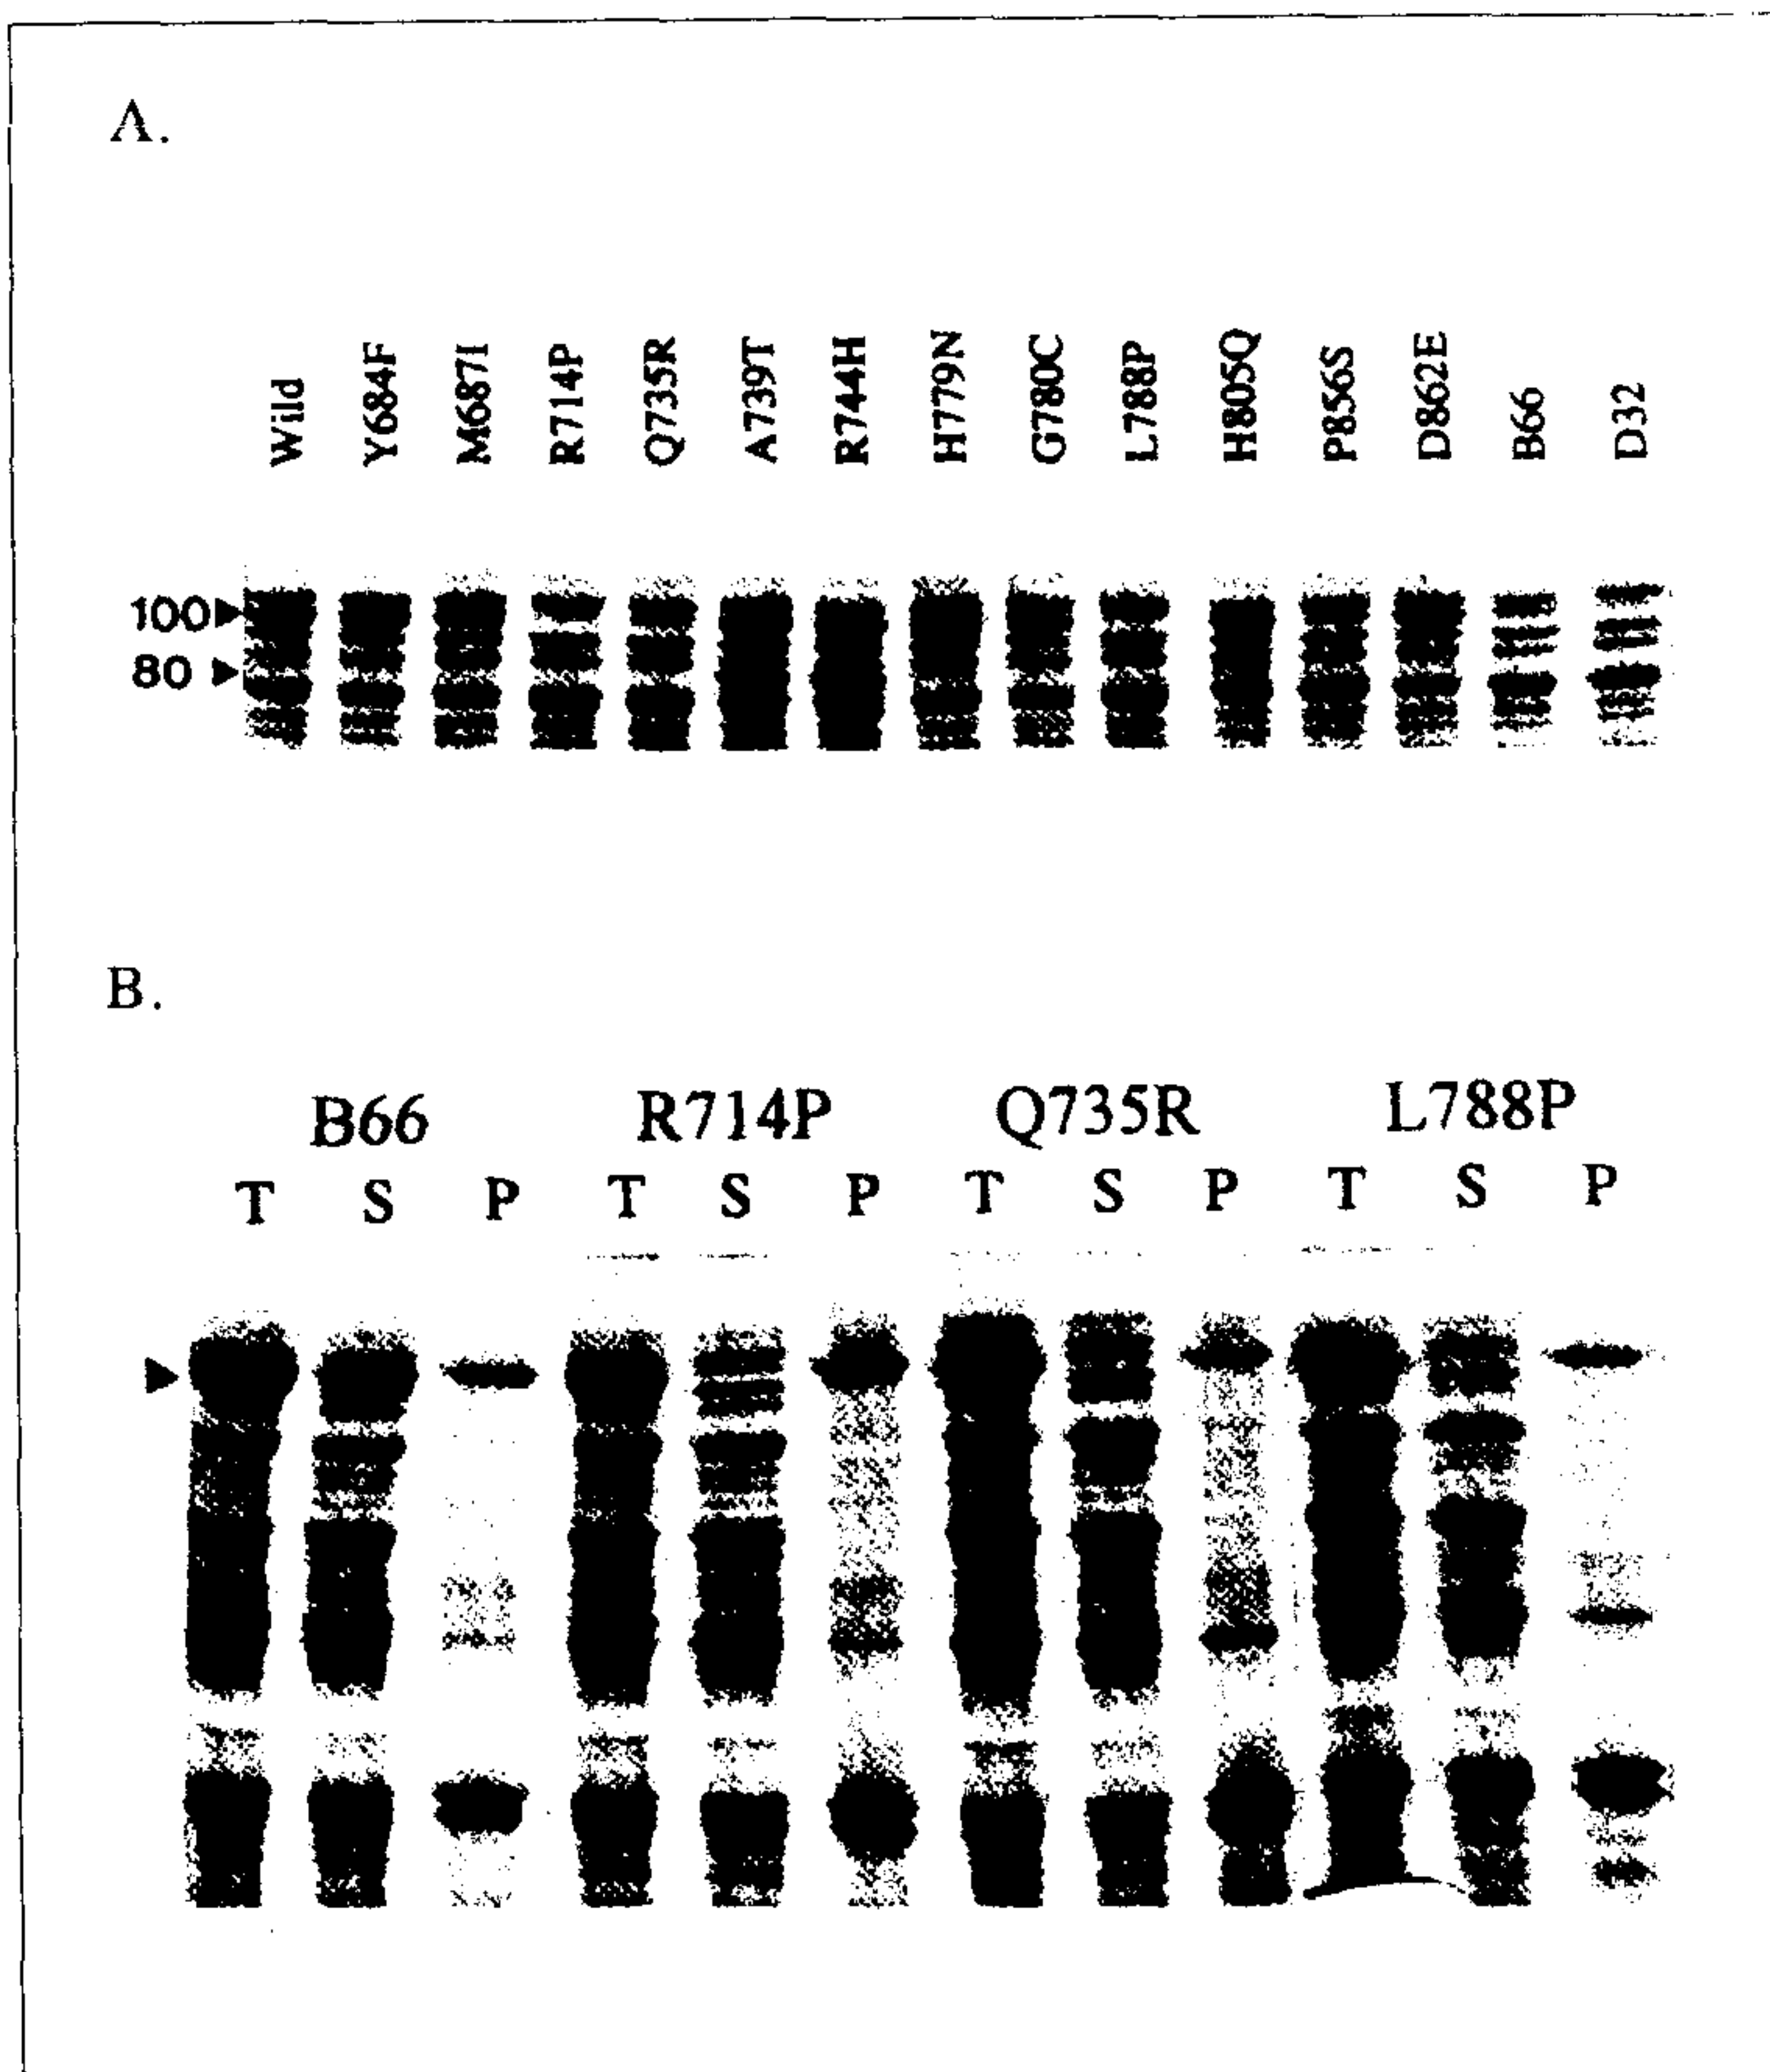 A.
Wild Y684F M687I R714P Q735R A739T R744H H779N G780C L788P H805Q P856S D862E B66 D32
100
80
B.
B66 R714P Q735R L788P
T S P T S P T S P T S P